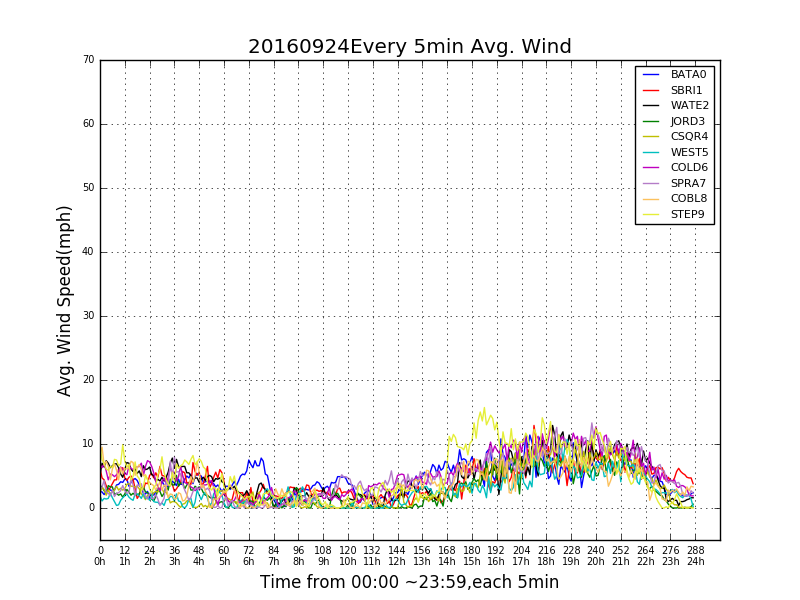 20160924Every 5min Avg. Wind
70
60
50
40
30
20
10
0
Avg. Wind Speed(mph)
BATA0
SBRI1
WATE2
JORD3
CSQR4
WEST5
COLD6
SPRA7
COBL8
STEP9
0 12 24 36 48 60 72 84 96 108 120 132 144 156 168 180 192 204 216 228 240 252 264 276 288
0h 1h 2h 3h 4h 5h 6h 7h 8h 9h 10h 11h 12h 13h 14h 15h 16h 17h 18h 19h 20h 21h 22h 23h 24h
Time from 00:00 ~23:59,each 5min